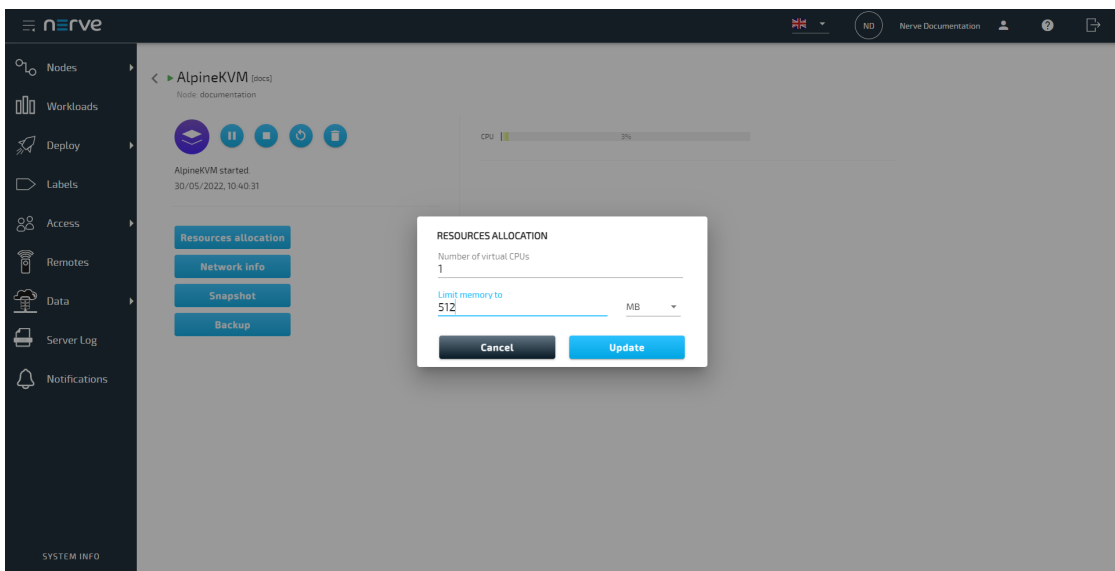 nerve
ND
Nerve Documentation
Nodes
Workloads
Deploy
Labels
Access
Remotes
Data
Server Log
Notifications
SYSTEM INFO
AlpineKVM [docs]
Node: documentation
AlpineKVM started
30/05/2022, 10:40:31
CPU 3%
Resources allocation
Network info
Snapshot
Backup
RESOURCES ALLOCATION
Number of virtual CPUs
1
Limit memory to
512 MB
Cancel Update